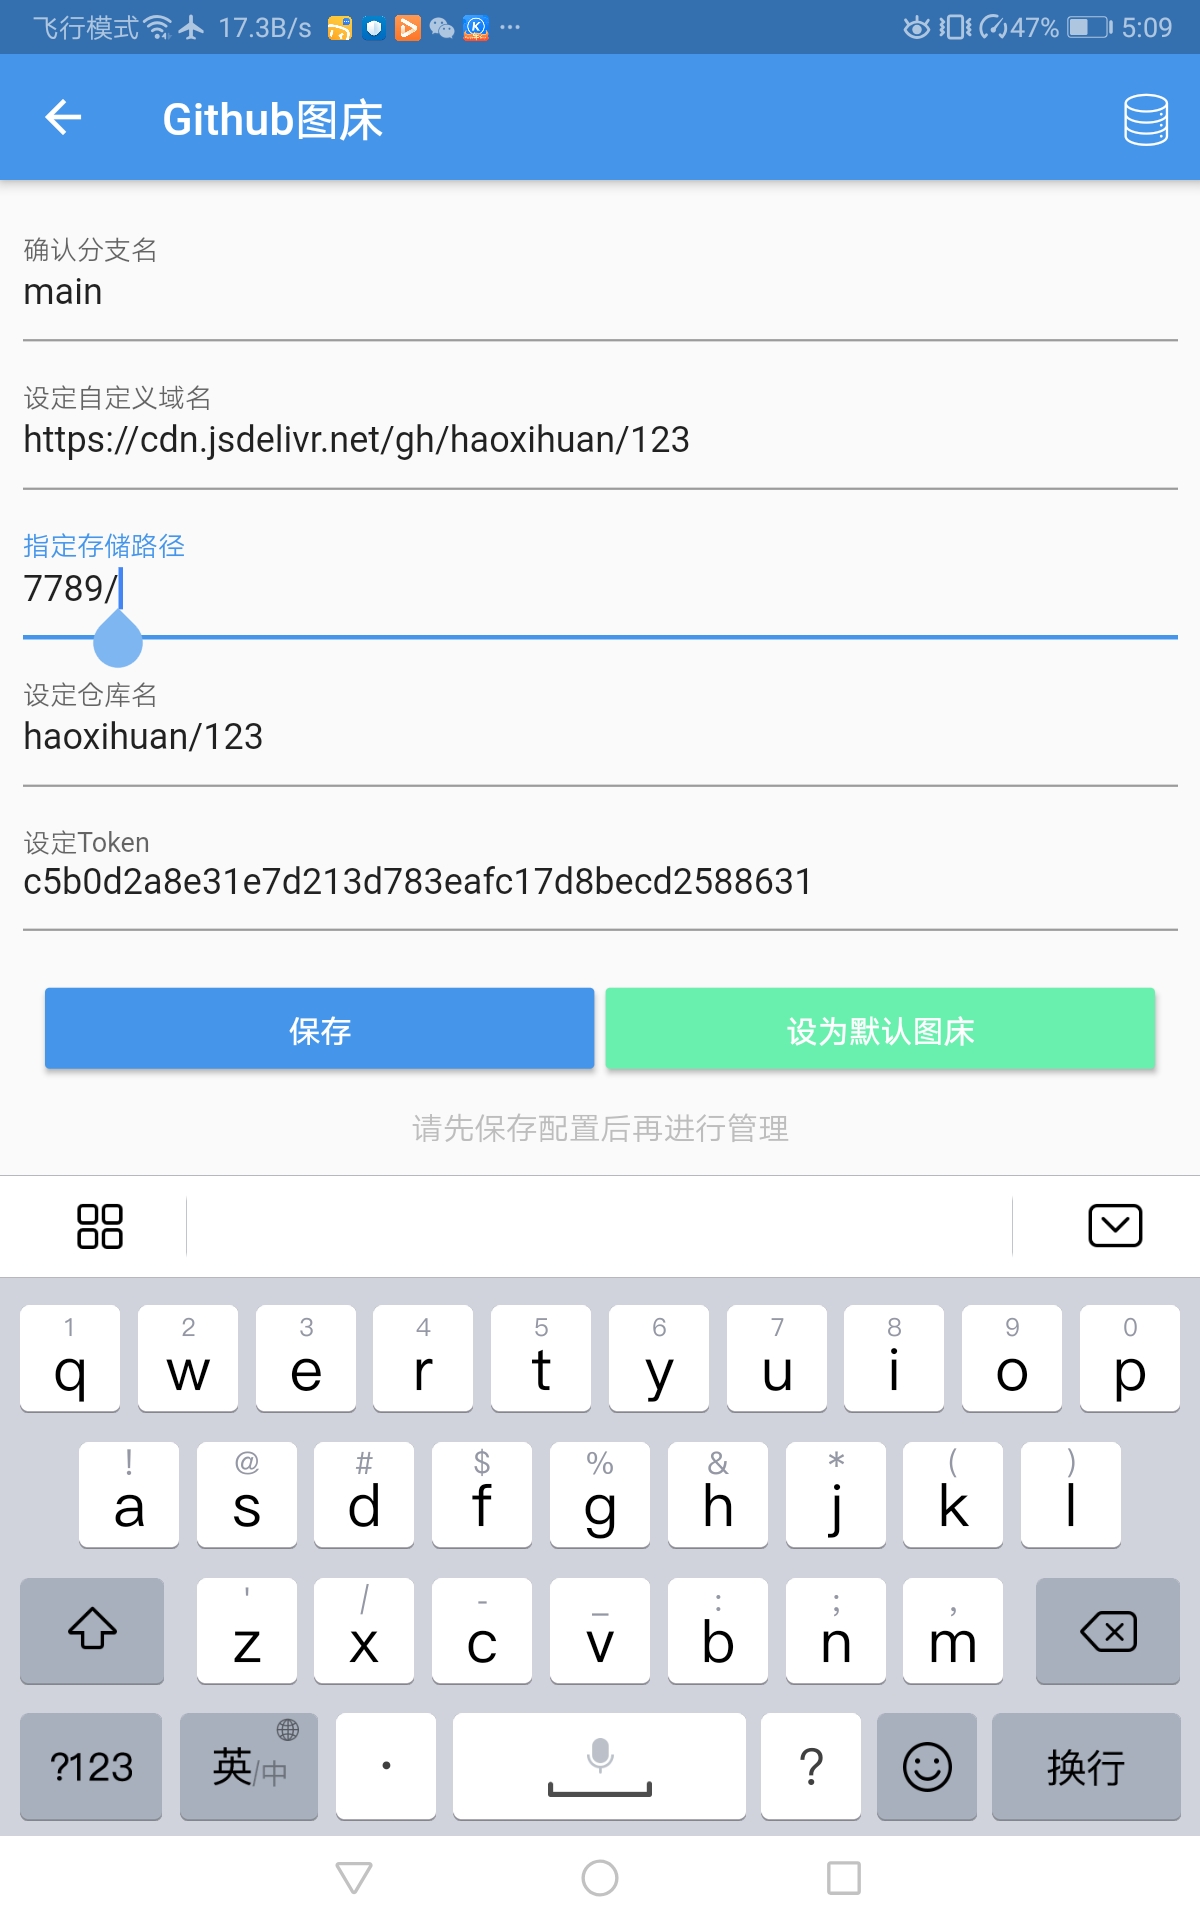 飞行模式 17.3B/s ... 47% 5:09
Github图床
确认分支名
main
设定自定义域名
https://cdn.jsdelivr.net/gh/haoxihuan/123
指定存储路径
7789/
设定仓库名
haoxihuan/123
设定Token
c5b0d2a8e31e7d213d783eafc17d8becd2588631
保存 设为默认图床
请先保存配置后再进行管理
1 2 3 4 5 6 7 8 9 0
q w e r t y u i o p
! @ # $ % & * ( )
a s d f g h j k l
' / - _ : ; ,
z x c v b n m
?123 英/中 . ? 换行